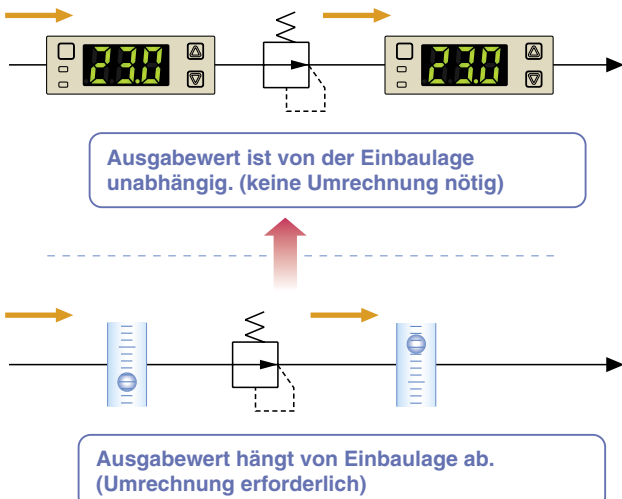 23.0 23.0
Ausgabewert ist von der Einbaulage
unabhängig. (keine Umrechnung nötig)
Ausgabewert hängt von Einbaulage ab.
(Umrechnung erforderlich)